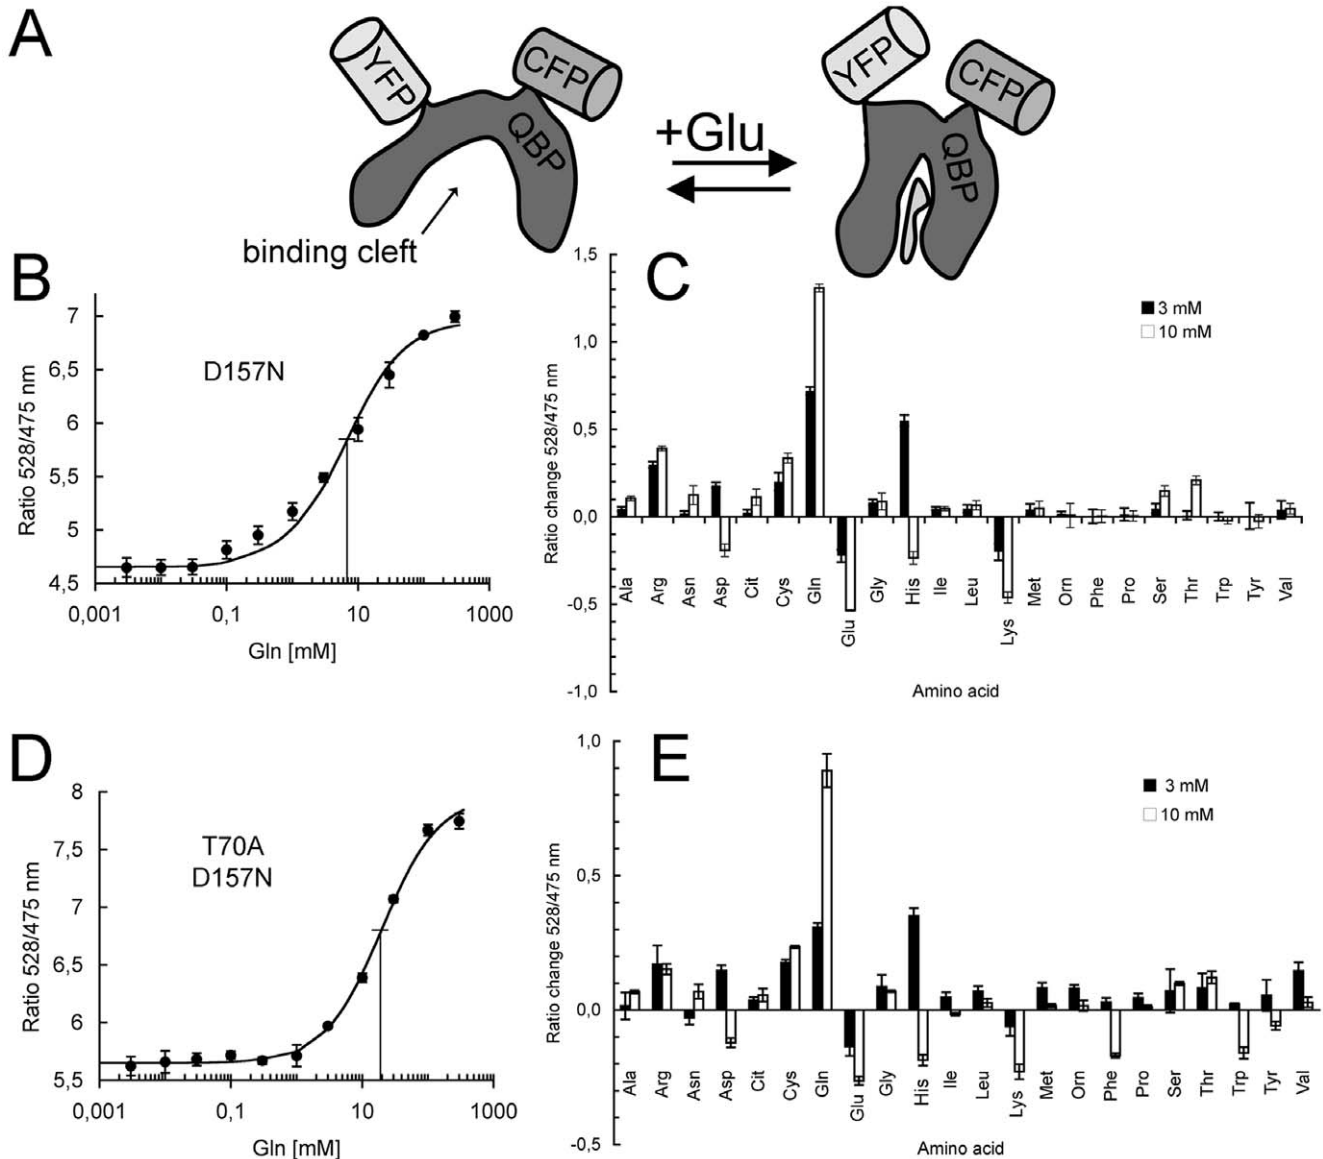 A
YFP
CFP
QBP
binding cleft
+Glu
YFP
CFP
QBP
B
Ratio 528/475 nm
7
6,5
6
5,5
5
4,5
D157N
0,001
0,1
10
1000
Gln [mM]
C
Ratio change 528/475 nm
1,5
1,0
0,5
0,0
-0,5
-1,0
3 mM
10 mM
Ala
Arg
Asn
Asp
Cit
Cys
Gln
Glu
Gly
His
Ile
Leu
Lys
Met
Orn
Phe
Pro
Ser
Thr
Trp
Tyr
Val
Amino acid
D
Ratio 528/475 nm
8
7,5
7
6,5
6
5,5
T70A
D157N
0,001
0,1
10
1000
Gln [mM]
E
Ratio change 528/475 nm
1,0
0,5
0,0
-0,5
3 mM
10 mM
Ala
Arg
Asn
Asp
Cit
Cys
Gln
Glu
Gly
His
Ile
Leu
Lys
Met
Orn
Phe
Pro
Ser
Thr
Trp
Tyr
Val
Amino acid